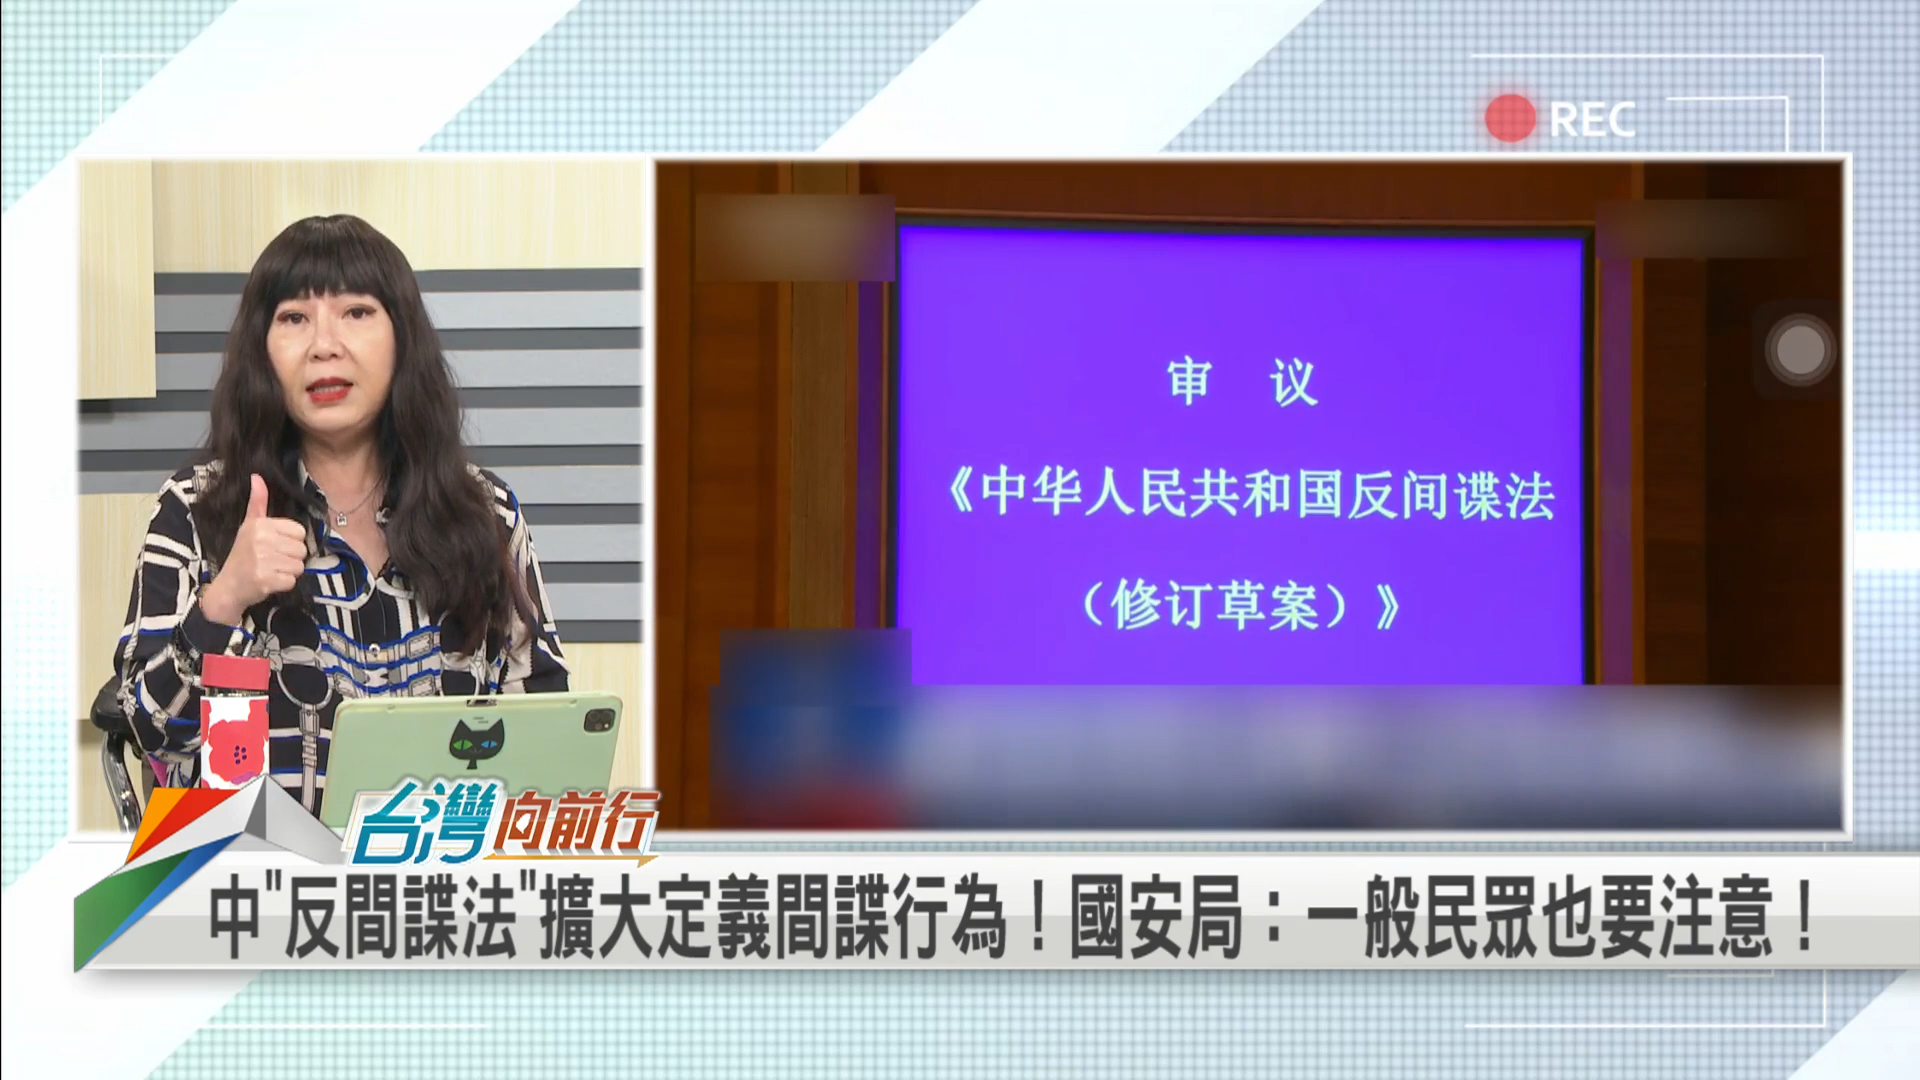 REC
审 议
《中华人民共和国反间谍法
（修订草案）》
台灣向前行
中"反間諜法"擴大定義間諜行為！國安局：一般民眾也要注意！